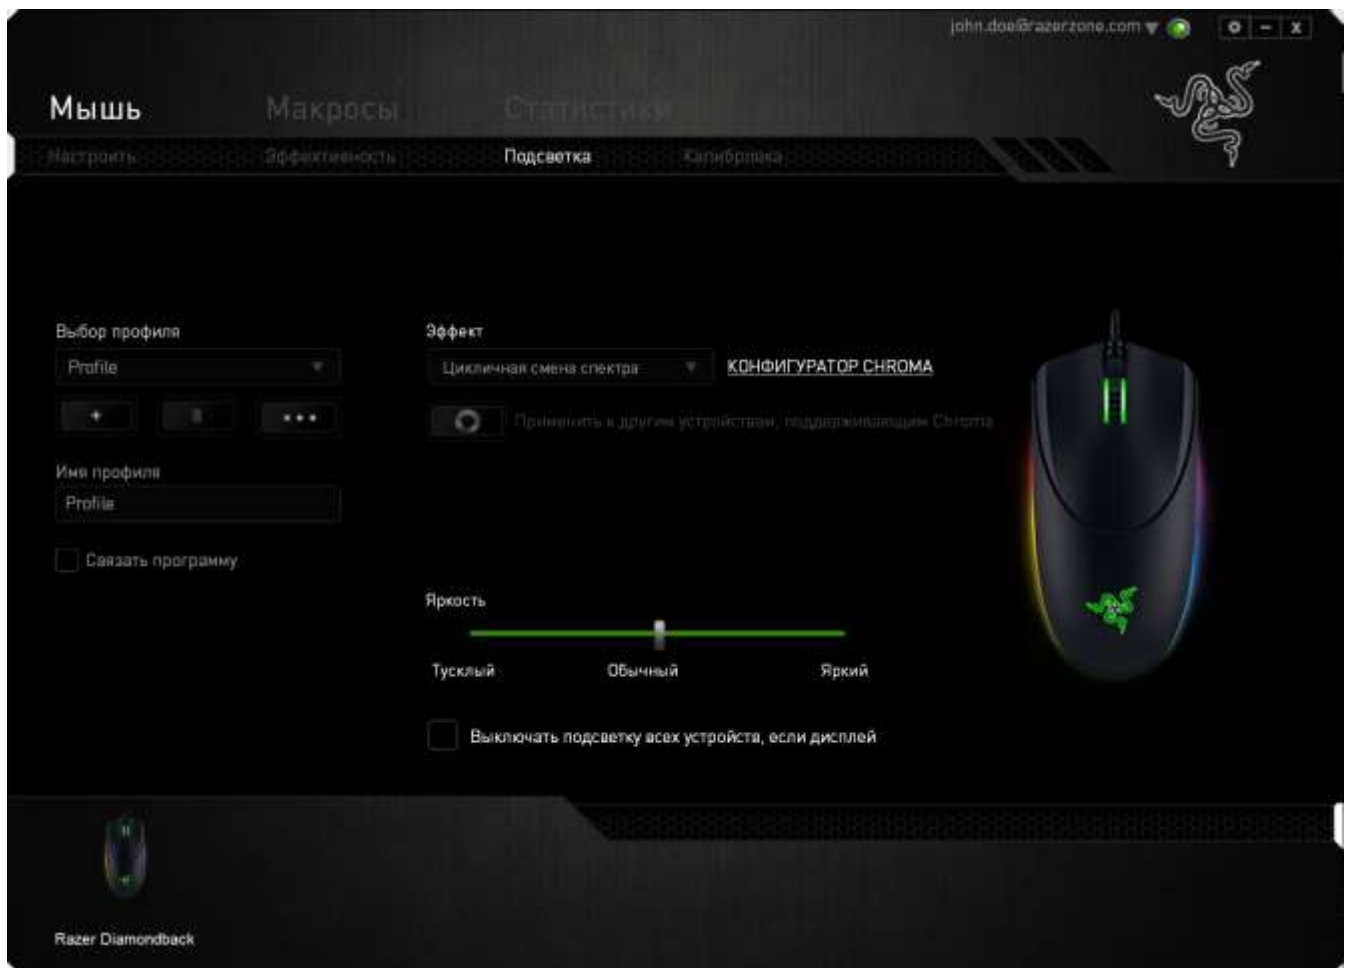 john.doe@razerzone.com
x
Мышь Макросы Статистики
Настроить Эффективность Подсветка Калибровка
Выбор профиля
Profile
Имя профиля
Profile
Связать программу
Эффект
Цикличная смена спектра КОНФИГУРАТОР CHROMA
Применить к другим устройствам, поддерживающим Chroma
Яркость
Тусклый Обычный Яркий
Выключать подсветку всех устройств, если дисплей
Razer Diamondback